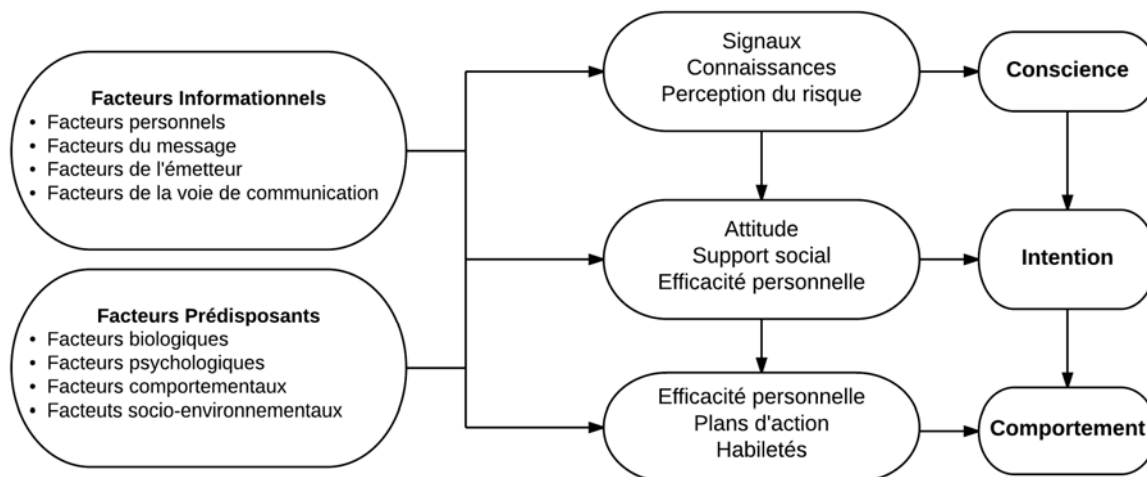 Facteurs Informationnels
• Facteurs personnels
• Facteurs du message
• Facteurs de l'émetteur
• Facteurs de la voie de communication
Facteurs Prédisposants
• Facteurs biologiques
• Facteurs psychologiques
• Facteurs comportementaux
• Facteuts socio-environnementaux
Signaux
Connaissances
Perception du risque
Conscience
Attitude
Support social
Efficacité personnelle
Intention
Efficacité personnelle
Plans d'action
Habiletés
Comportement